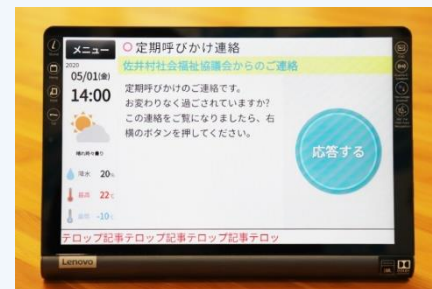 メニュー
○定期呼びかけ連絡
佐井村社会福祉協議会からのご連絡
2020
05/01(金)
14:00
晴れ時々曇り
降水 20%
最高 22℃
-10℃
定期呼びかけのご連絡です。
お変わりなく過ごされていますか?
この連絡をご覧になりましたら、右
横のボタンを押してください。
応答する
テロップ記事テロップ記事テロップ記事テロッ
Lenovo